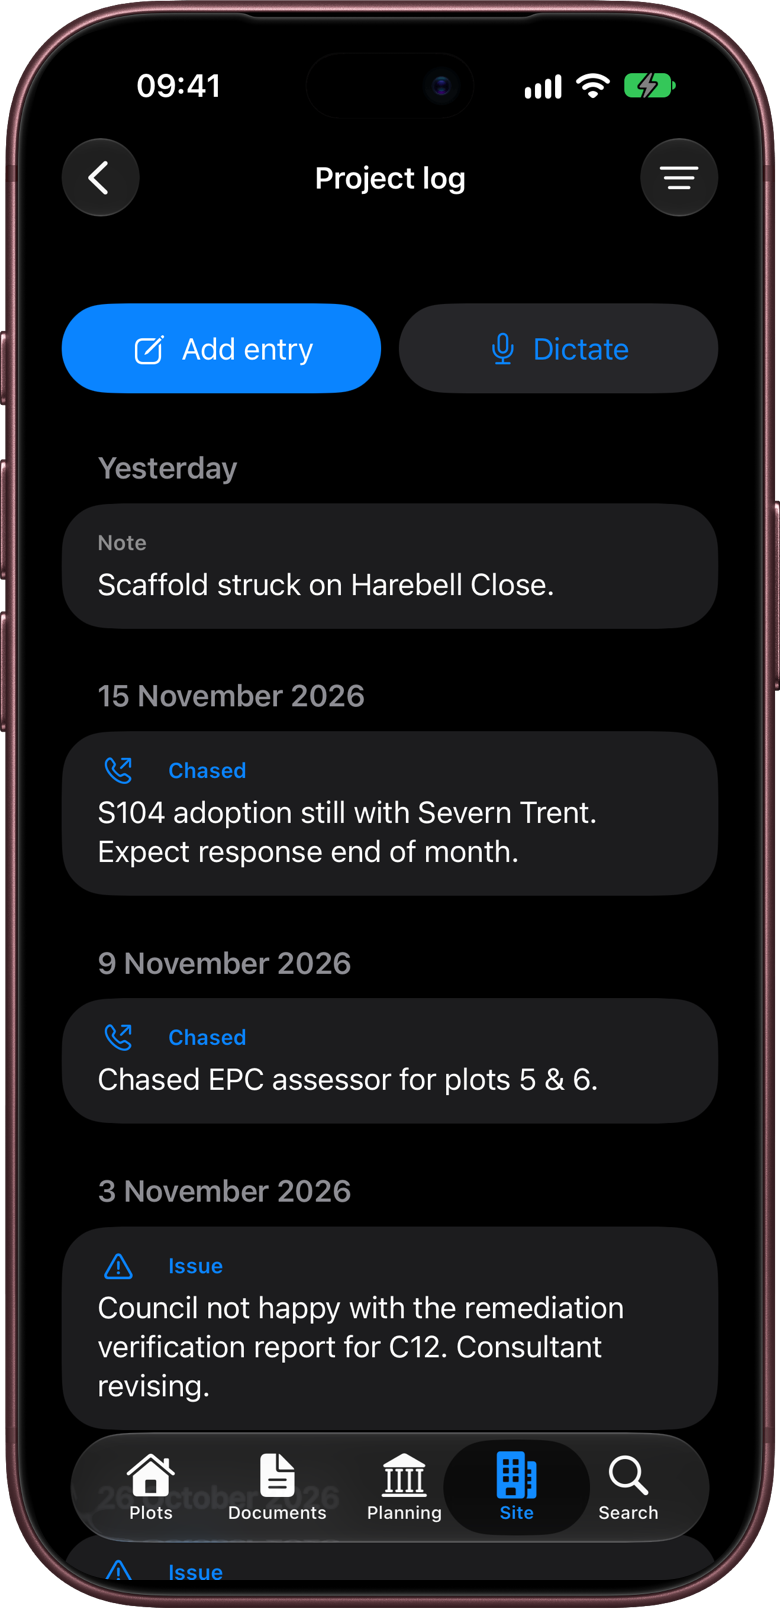 09:41
Project log
Add entry
Dictate
Yesterday
Note
Scaffold struck on Harebell Close.
15 November 2026
Chased
S104 adoption still with Severn Trent.
Expect response end of month.
9 November 2026
Chased
Chased EPC assessor for plots 5 & 6.
3 November 2026
Issue
Council not happy with the remediation
verification report for C12. Consultant
revising.
26 October 2026
Plots
Documents
Planning
Site
Search
Issue